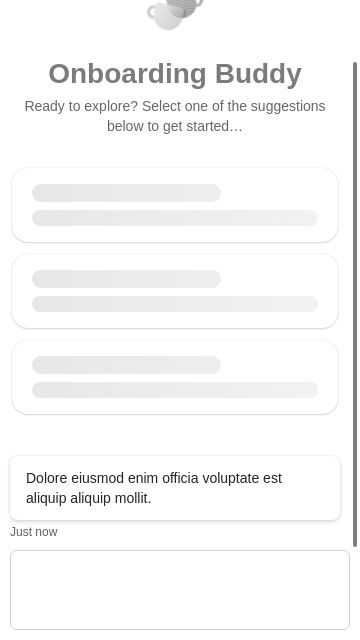 Onboarding Buddy
Ready to explore? Select one of the suggestions
below to get started…
Dolore eiusmod enim officia voluptate est
aliquip aliquip mollit.
Just now